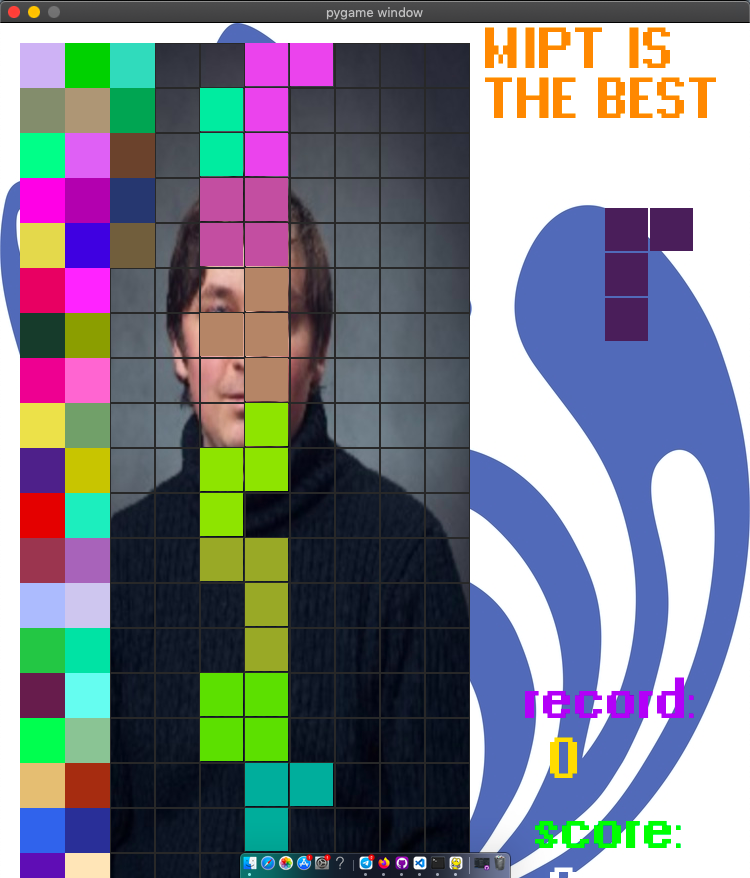 pygame window
MIPT IS
THE BEST
record:
0
score: